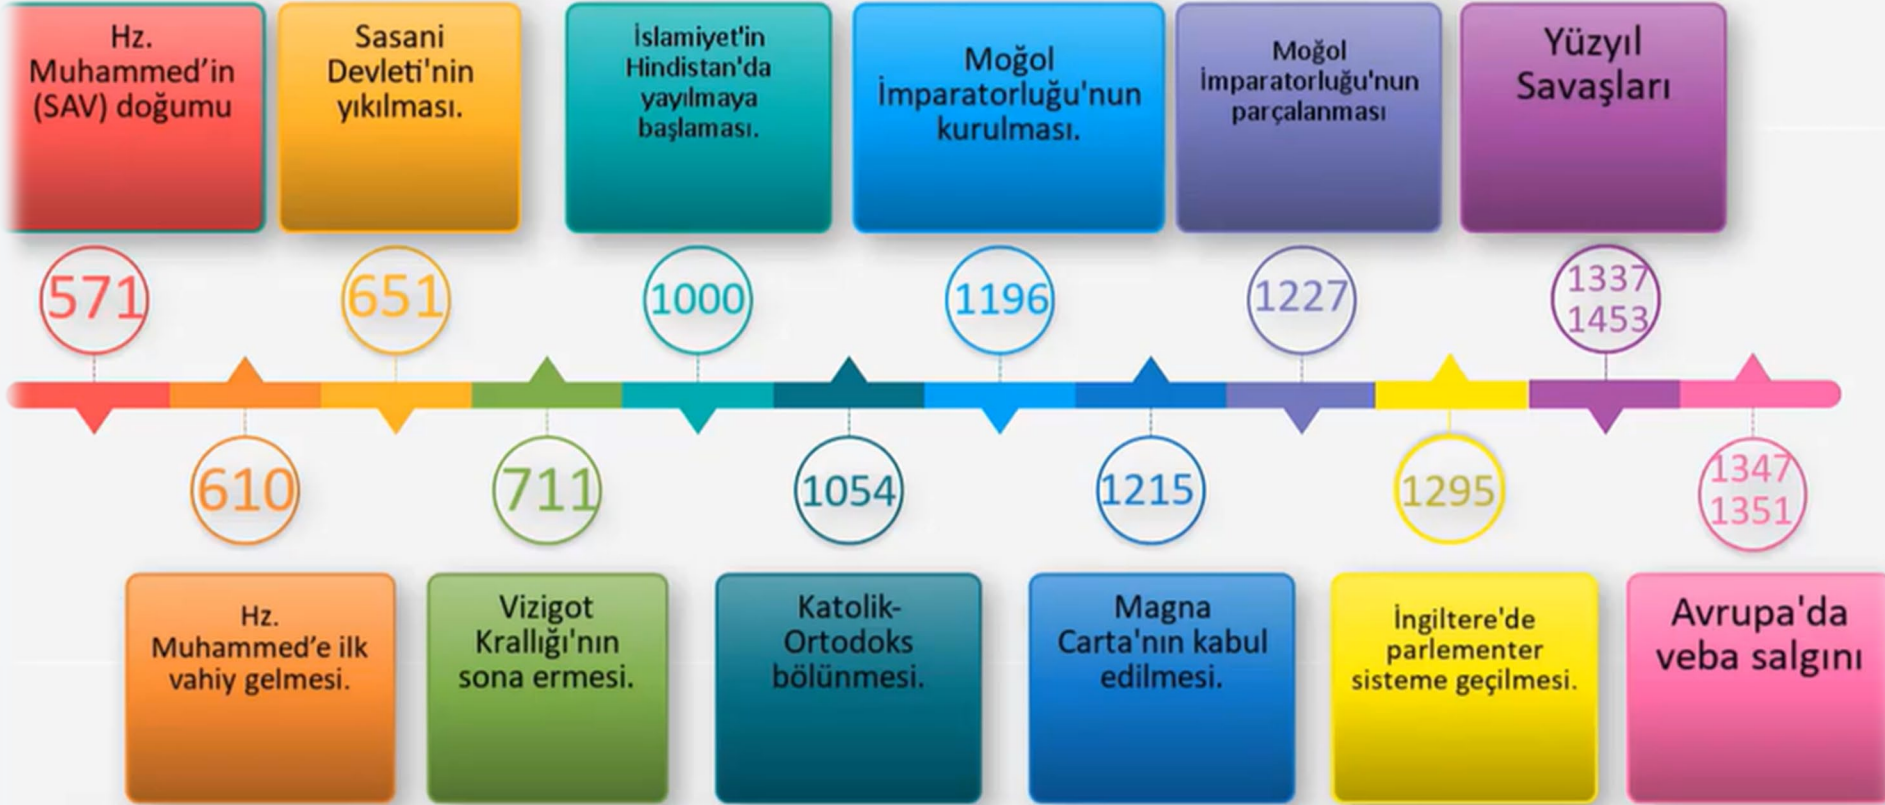 Hz.
Muhammed’in
(SAV) doğumu
Sasani
Devleti'nin
yıkılması.
İslamiyet'in
Hindistan'da
yayılmaya
başlaması.
Moğol
İmparatorluğu'nun
kurulması.
Moğol
İmparatorluğu'nun
parçalanması
Yüzyıl
Savaşları
571
651
1000
1196
1227
1337
1453
610
711
1054
1215
1295
1347
1351
Hz.
Muhammed’e ilk
vahiy gelmesi.
Vizigot
Krallığı'nın
sona ermesi.
Katolik-
Ortodoks
bölünmesi.
Magna
Carta'nın kabul
edilmesi.
İngiltere'de
parlementer
sisteme geçilmesi.
Avrupa'da
veba salgını